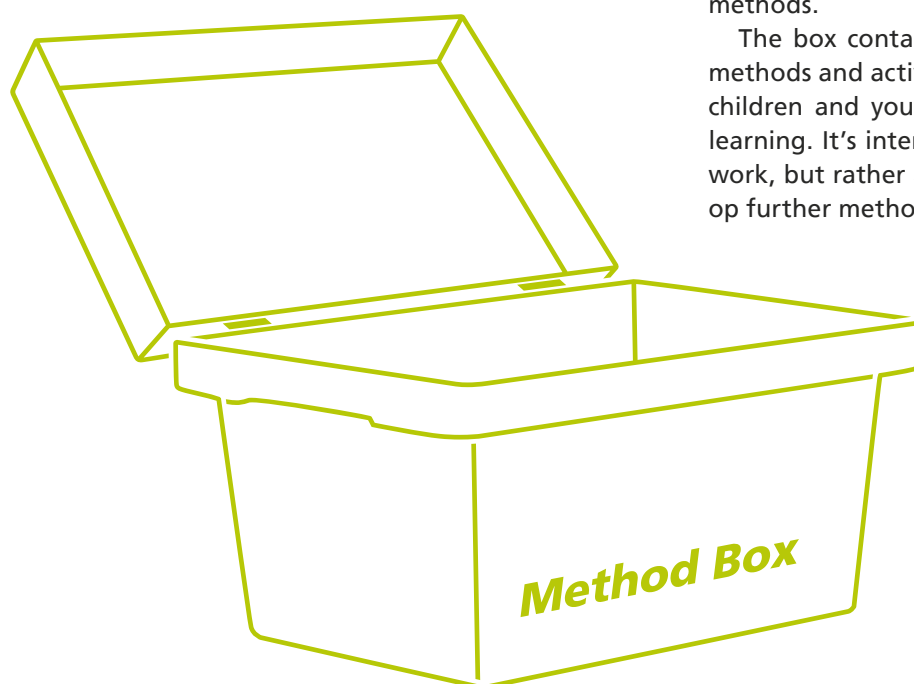 methods.
The box conta
methods and activ
children and you
learning. It's inter
work, but rather
op further metho
Method Box